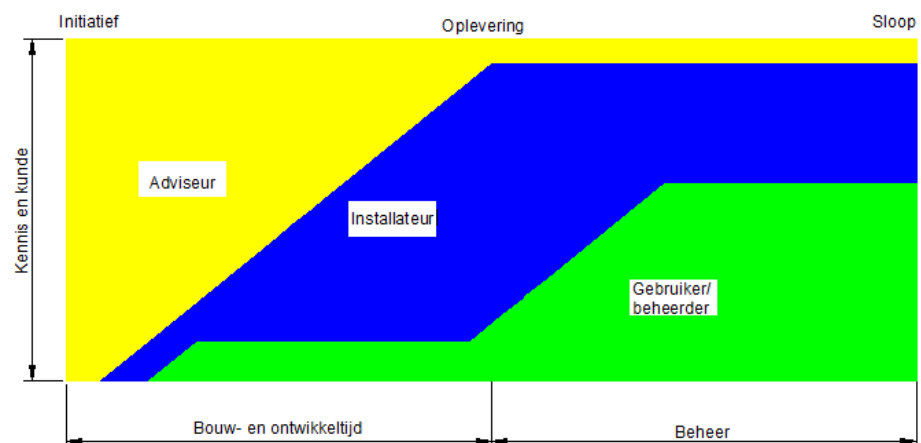 Initiatief
Oplevering
Sloop
Kennis en kunde
Adviseur
Installateur
Gebruiker/
beheerder
Bouw- en ontwikkeltijd
Beheer